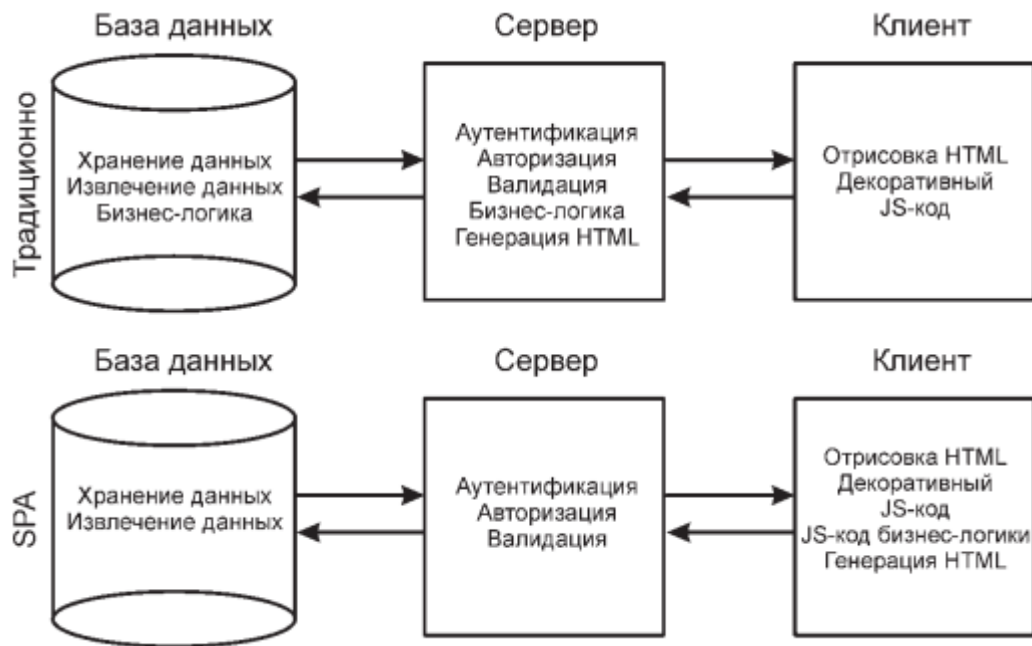 База данных
Сервер
Клиент
Традиционно
Хранение данных
Извлечение данных
Бизнес-логика
Аутентификация
Авторизация
Валидация
Бизнес-логика
Генерация HTML
Отрисовка HTML
Декоративный
JS-код
База данных
Сервер
Клиент
SPA
Хранение данных
Извлечение данных
Аутентификация
Авторизация
Валидация
Отрисовка HTML
Декоративный
JS-код
JS-код бизнес-логики
Генерация HTML